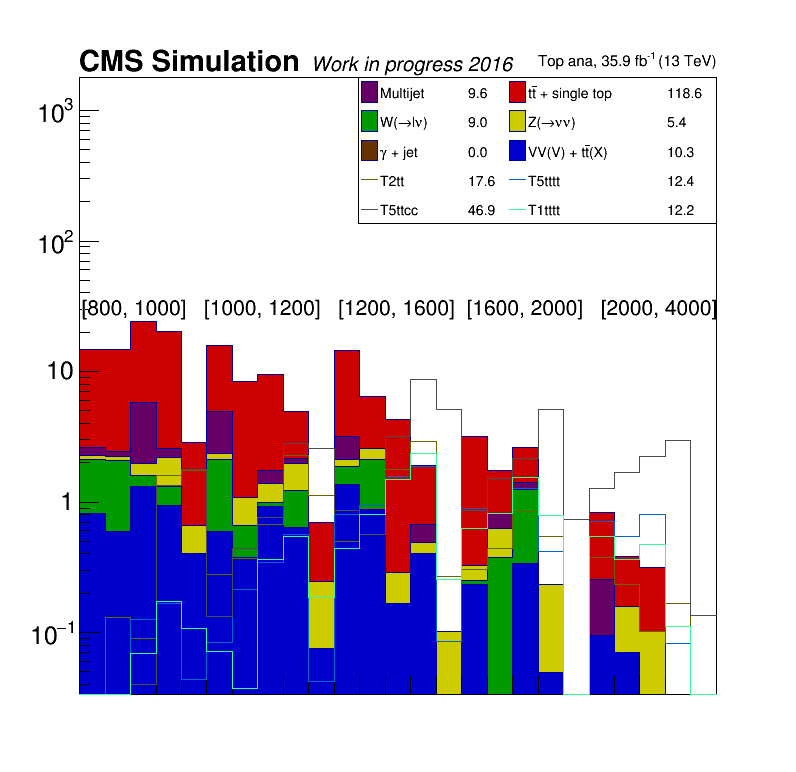 CMS Simulation Work in progress 2016 Top ana, 35.9 fb⁻¹ (13 TeV)
Multijet 9.6 tt̄ + single top 118.6
W(→lν) 9.0 Z(→νν) 5.4
γ + jet 0.0 VV(V) + tt̄(X) 10.3
T2tt 17.6 T5tttt 12.4
T5ttcc 46.9 T1tttt 12.2
10³
10²
[800, 1000] [1000, 1200] [1200, 1600] [1600, 2000] [2000, 4000]
10
1
10⁻¹